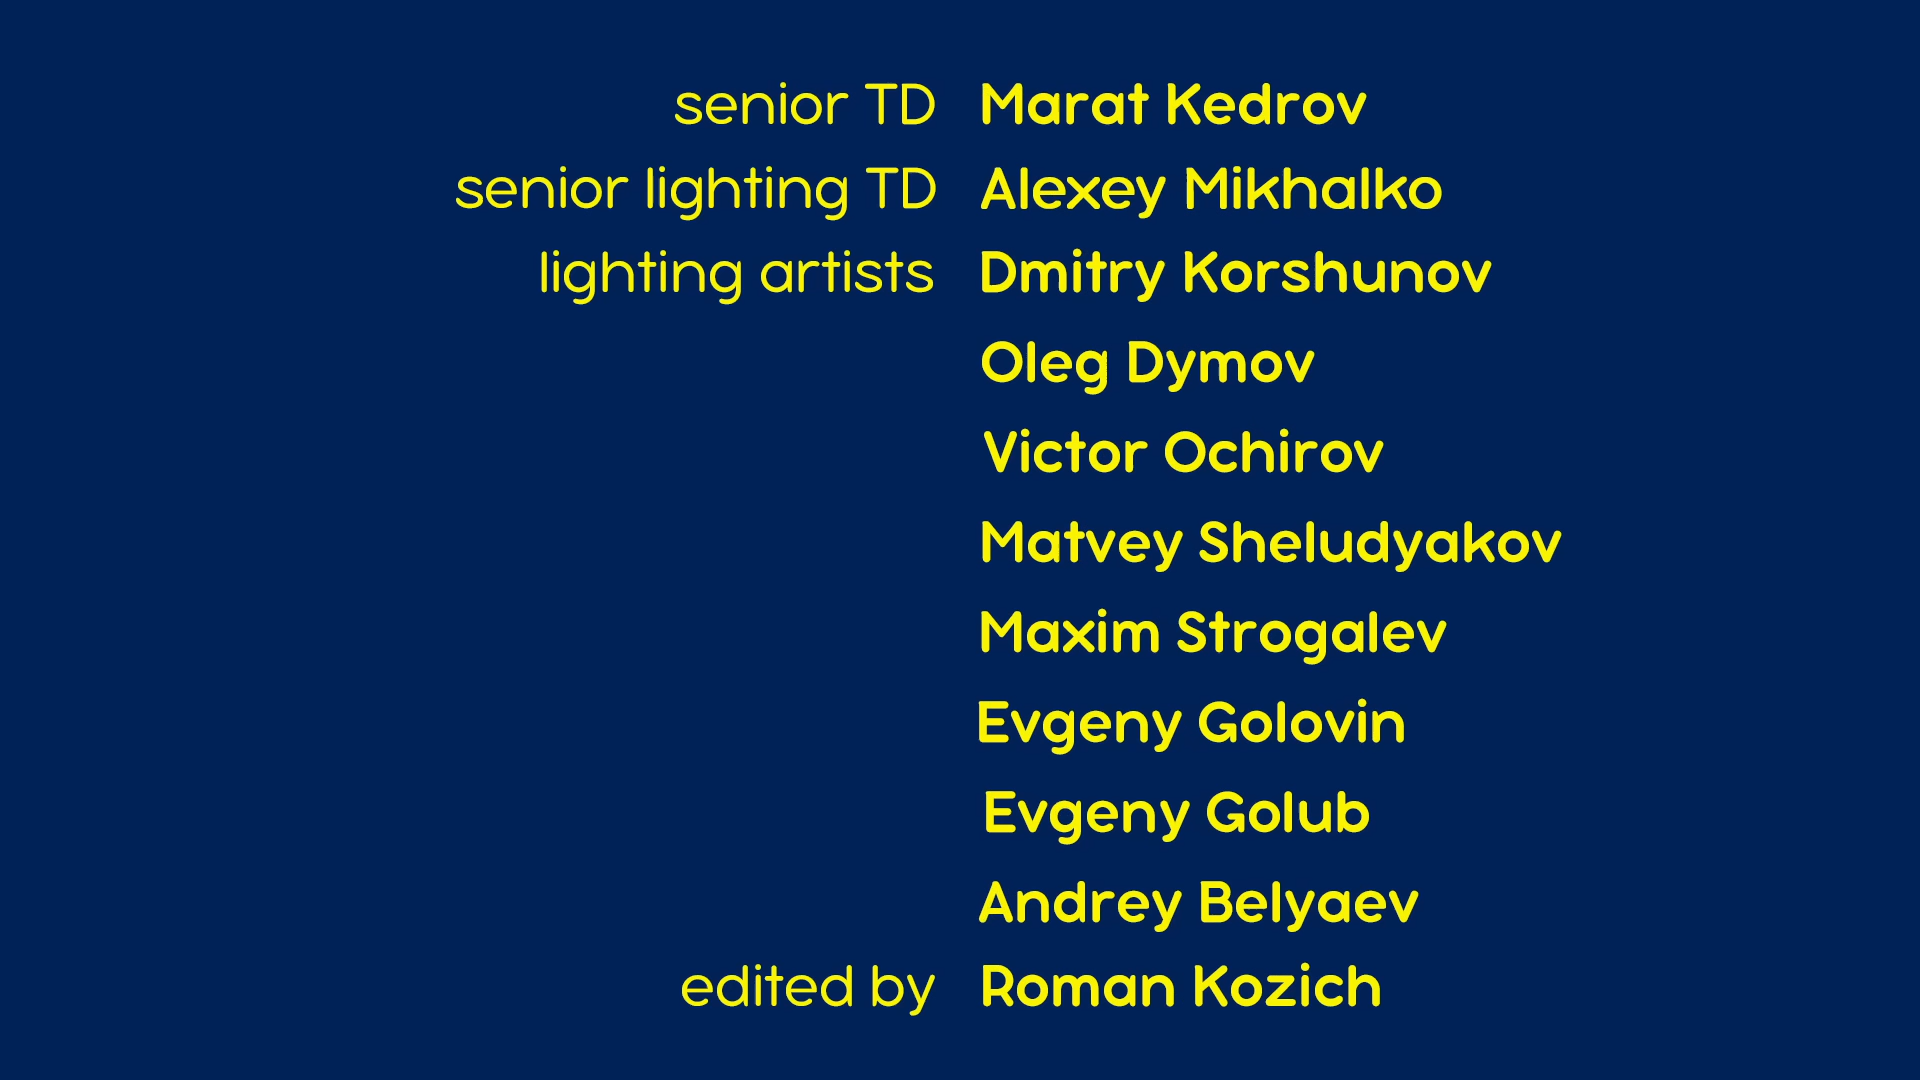 senior TD Marat Kedrov
senior lighting TD Alexey Mikhalko
lighting artists Dmitry Korshunov
Oleg Dymov
Victor Ochirov
Matvey Sheludyakov
Maxim Strogalev
Evgeny Golovin
Evgeny Golub
Andrey Belyaev
edited by Roman Kozich